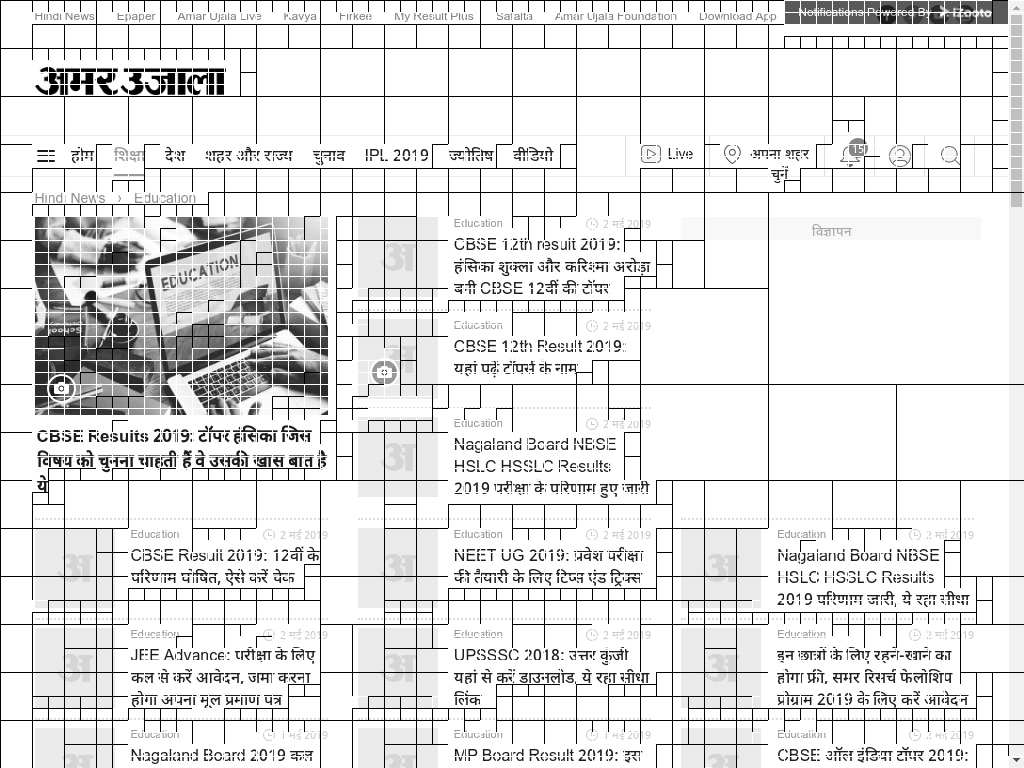 Hindi News Epaper Amar Ujala Live Kavya Firkee My Result Plus Safalta Amar Ujala Foundation Download App
Notifications Powered By iZooto
अमर उजाला
होम शिक्षा देश शहर और राज्य चुनाव IPL 2019 ज्योतिष वीडियो Live अपना शहर चुनें 15
Hindi News › Education
EDUCATION
School
CBSE Results 2019: टॉपर हंसिका जिस
विषय को चुनना चाहती हैं वे उसकी खास बात है
ये
Education 2 मई 2019
CBSE 12th result 2019:
हंसिका शुक्ला और करिश्मा अरोड़ा
बनी CBSE 12वीं की टॉपर
Education 2 मई 2019
CBSE 12th Result 2019:
यहां पढ़ें टॉपर्स के नाम
Education 2 मई 2019
Nagaland Board NBSE
HSLC HSSLC Results
2019 परीक्षा के परिणाम हुए जारी
विज्ञापन
Education 2 मई 2019
CBSE Result 2019: 12वीं के
परिणाम घोषित, ऐसे करें चेक
Education 2 मई 2019
NEET UG 2019: प्रवेश परीक्षा
की तैयारी के लिए टिप्स एंड ट्रिक्स
Education 2 मई 2019
Nagaland Board NBSE
HSLC HSSLC Results
2019 परिणाम जारी, ये रहा सीधा
Education 2 मई 2019
JEE Advance: परीक्षा के लिए
कल से करें आवेदन, जमा करना
होगा अपना मूल प्रमाण पत्र
Education 2 मई 2019
UPSSSC 2018: उत्तर कुंजी
यहां से करें डाउनलोड, ये रहा सीधा
लिंक
Education 2 मई 2019
इन छात्रों के लिए रहने-खाने का
होगा फ्री, समर रिसर्च फेलोशिप
प्रोग्राम 2019 के लिए करें आवेदन
Education 1 मई 2019
Nagaland Board 2019 कल
Education 1 मई 2019
MP Board Result 2019: इस
Education 2 मई 2019
CBSE ऑल इंडिया टॉपर 2019: